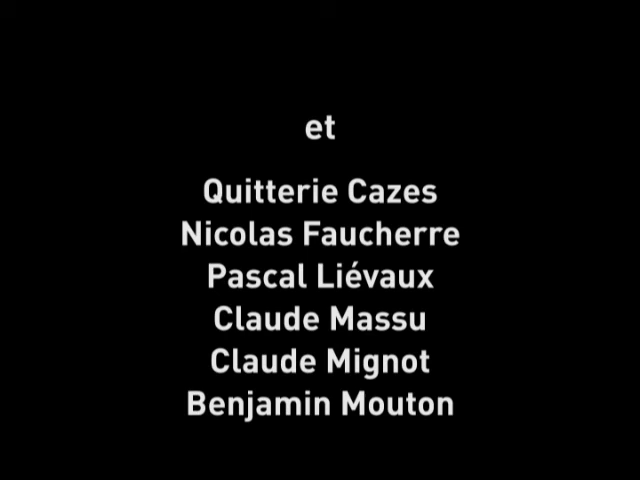 et
Quitterie Cazes
Nicolas Faucherre
Pascal Liévaux
Claude Massu
Claude Mignot
Benjamin Mouton